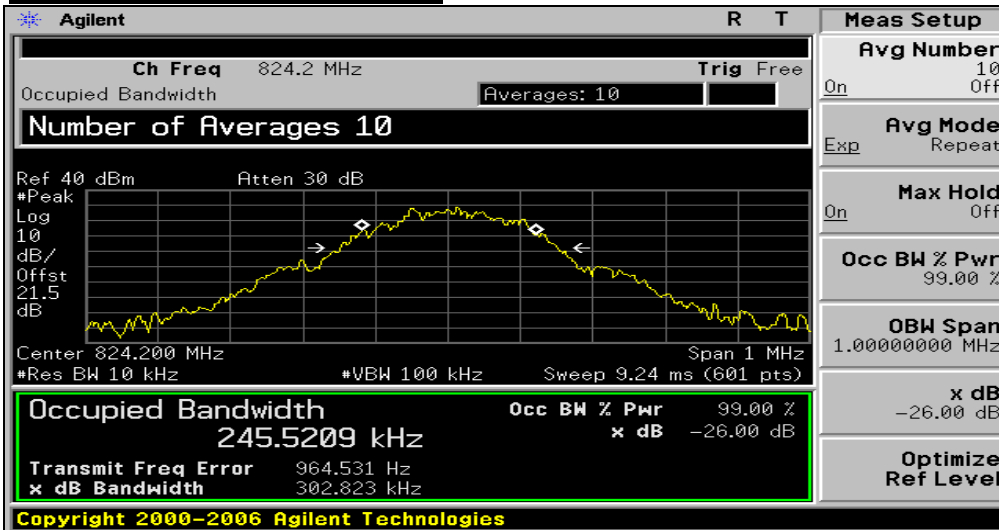 Agilent R T Meas Setup
Ch Freq 824.2 MHz Trig Free
Occupied Bandwidth Averages: 10
Number of Averages 10
Ref 40 dBm Atten 30 dB
#Peak
Log
10
dB/
Offst
21.5
dB
Center 824.200 MHz Span 1 MHz
#Res BW 10 kHz #VBW 100 kHz Sweep 9.24 ms (601 pts)
Occupied Bandwidth Occ BW % Pwr 99.00 %
245.5209 kHz x dB -26.00 dB
Transmit Freq Error 964.531 Hz
x dB Bandwidth 302.823 kHz
Copyright 2000-2006 Agilent Technologies
Avg Number
10
On Off
Avg Mode
Exp Repeat
Max Hold
On Off
Occ BW % Pwr
99.00 %
OBW Span
1.00000000 MHz
x dB
-26.00 dB
Optimize
Ref Level